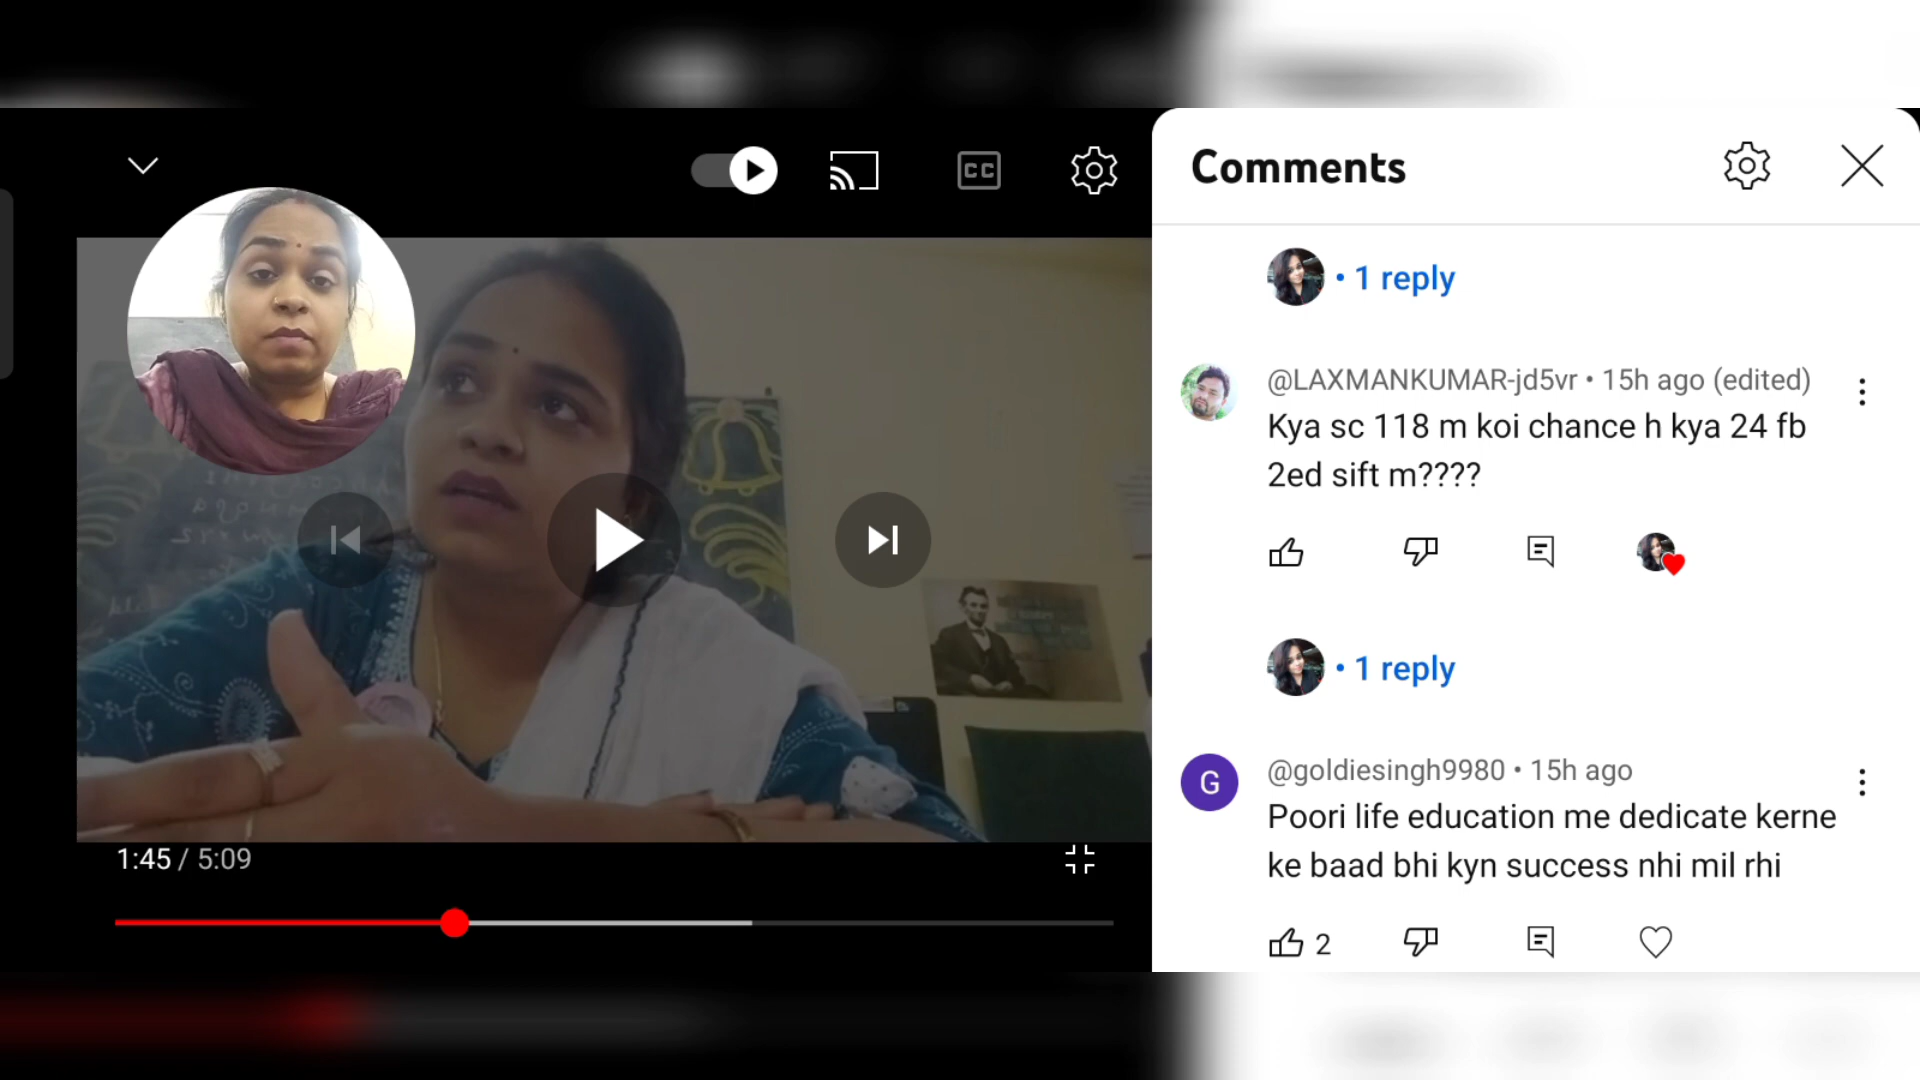 CC
Comments
• 1 reply
@LAXMANKUMAR-jd5vr • 15h ago (edited)
Kya sc 118 m koi chance h kya 24 fb
2ed sift m????
• 1 reply
G
@goldiesingh9980 • 15h ago
Poori life education me dedicate kerne
ke baad bhi kyn success nhi mil rhi
2
1:45 / 5:09